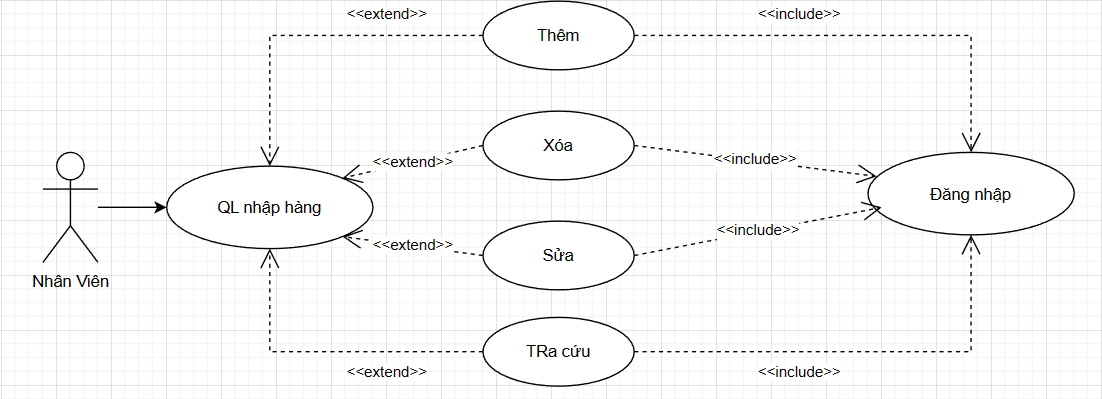 <<extend>>
<<include>>
Thêm
Xóa
<<extend>>
<<include>>
QL nhập hàng
Đăng nhập
<<extend>>
<<include>>
Sửa
Nhân Viên
TRa cứu
<<extend>>
<<include>>